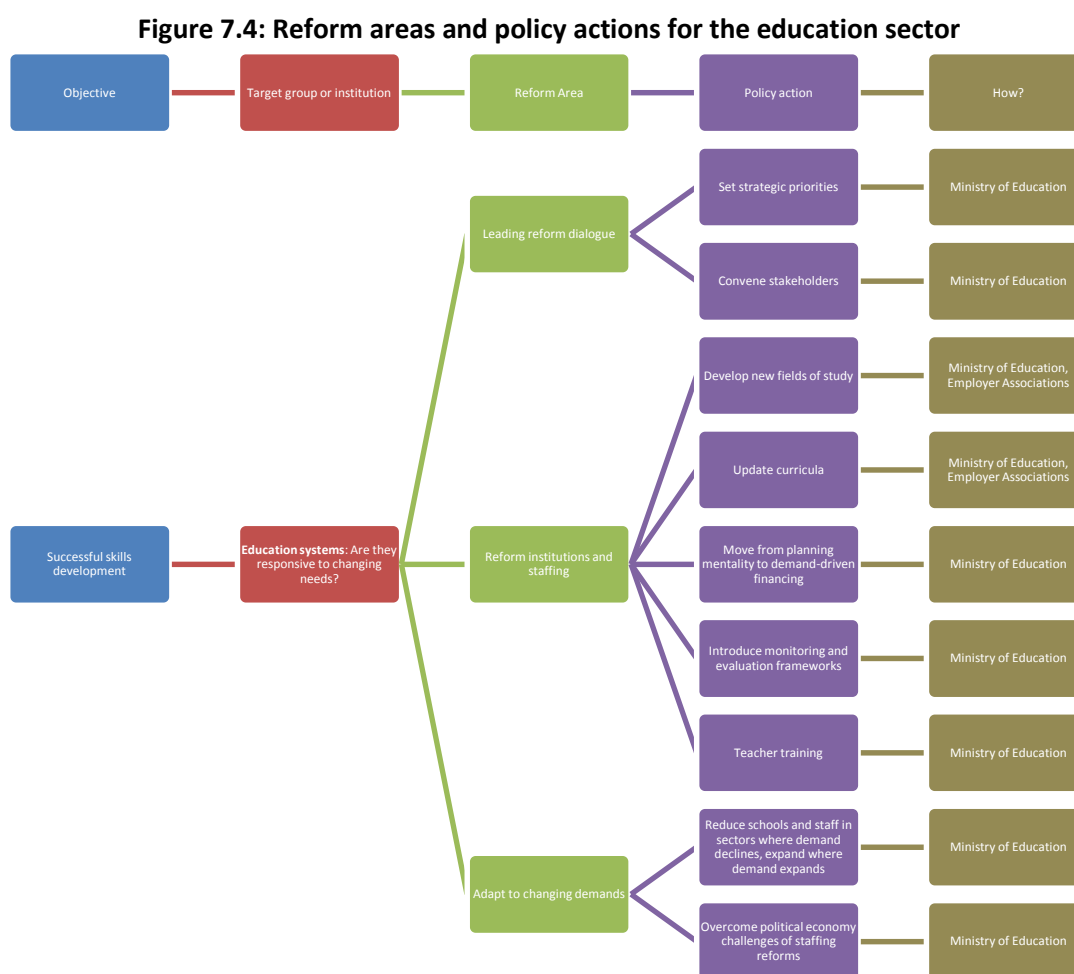 Figure 7.4: Reform areas and policy actions for the education sector
Objective
Target group or institution
Reform Area
Policy action
How?
Successful skills
development
Education systems: Are they
responsive to changing
needs?
Leading reform dialogue
Set strategic priorities
Ministry of Education
Convene stakeholders
Ministry of Education
Reform institutions and
staffing
Develop new fields of study
Ministry of Education,
Employer Associations
Update curricula
Ministry of Education,
Employer Associations
Move from planning
mentality to demand-driven
financing
Ministry of Education
Introduce monitoring and
evaluation frameworks
Ministry of Education
Teacher training
Ministry of Education
Adapt to changing demands
Reduce schools and staff in
sectors where demand
declines, expand where
demand expands
Ministry of Education
Overcome political economy
challenges of staffing
reforms
Ministry of Education